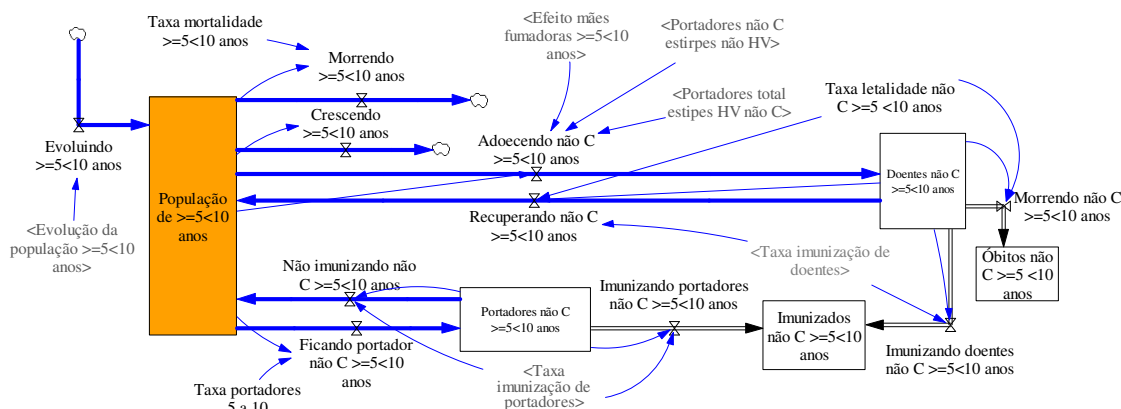 Taxa mortalidade
>=5<10 anos
<Efeito mães
fumadoras >=5<10
anos>
<Portadores não C
estirpes não HV>
Morrendo
>=5<10 anos
Taxa letalidade não
C >=5 <10 anos
<Portadores total
estipes HV não C>
Crescendo
>=5<10 anos
Adoecendo não C
>=5<10 anos
Evoluindo
>=5<10 anos
Doentes não C
>=5<10 anos
População
de >=5<10
anos
Morrendo não C
>=5<10 anos
Recuperando não C
>=5<10 anos
<Evolução da
população >=5<10
anos>
<Taxa imunização de
doentes>
Óbitos não
C >=5 <10
anos
Não imunizando não
C >=5<10 anos
Imunizando portadores
não C >=5<10 anos
Portadores não C
>=5<10 anos
Imunizados
não C >=5<10
anos
Ficando portador
não C >=5<10
anos
Imunizando doentes
não C >=5<10 anos
<Taxa
imunização de
portadores>
Taxa portadores
5 a 10